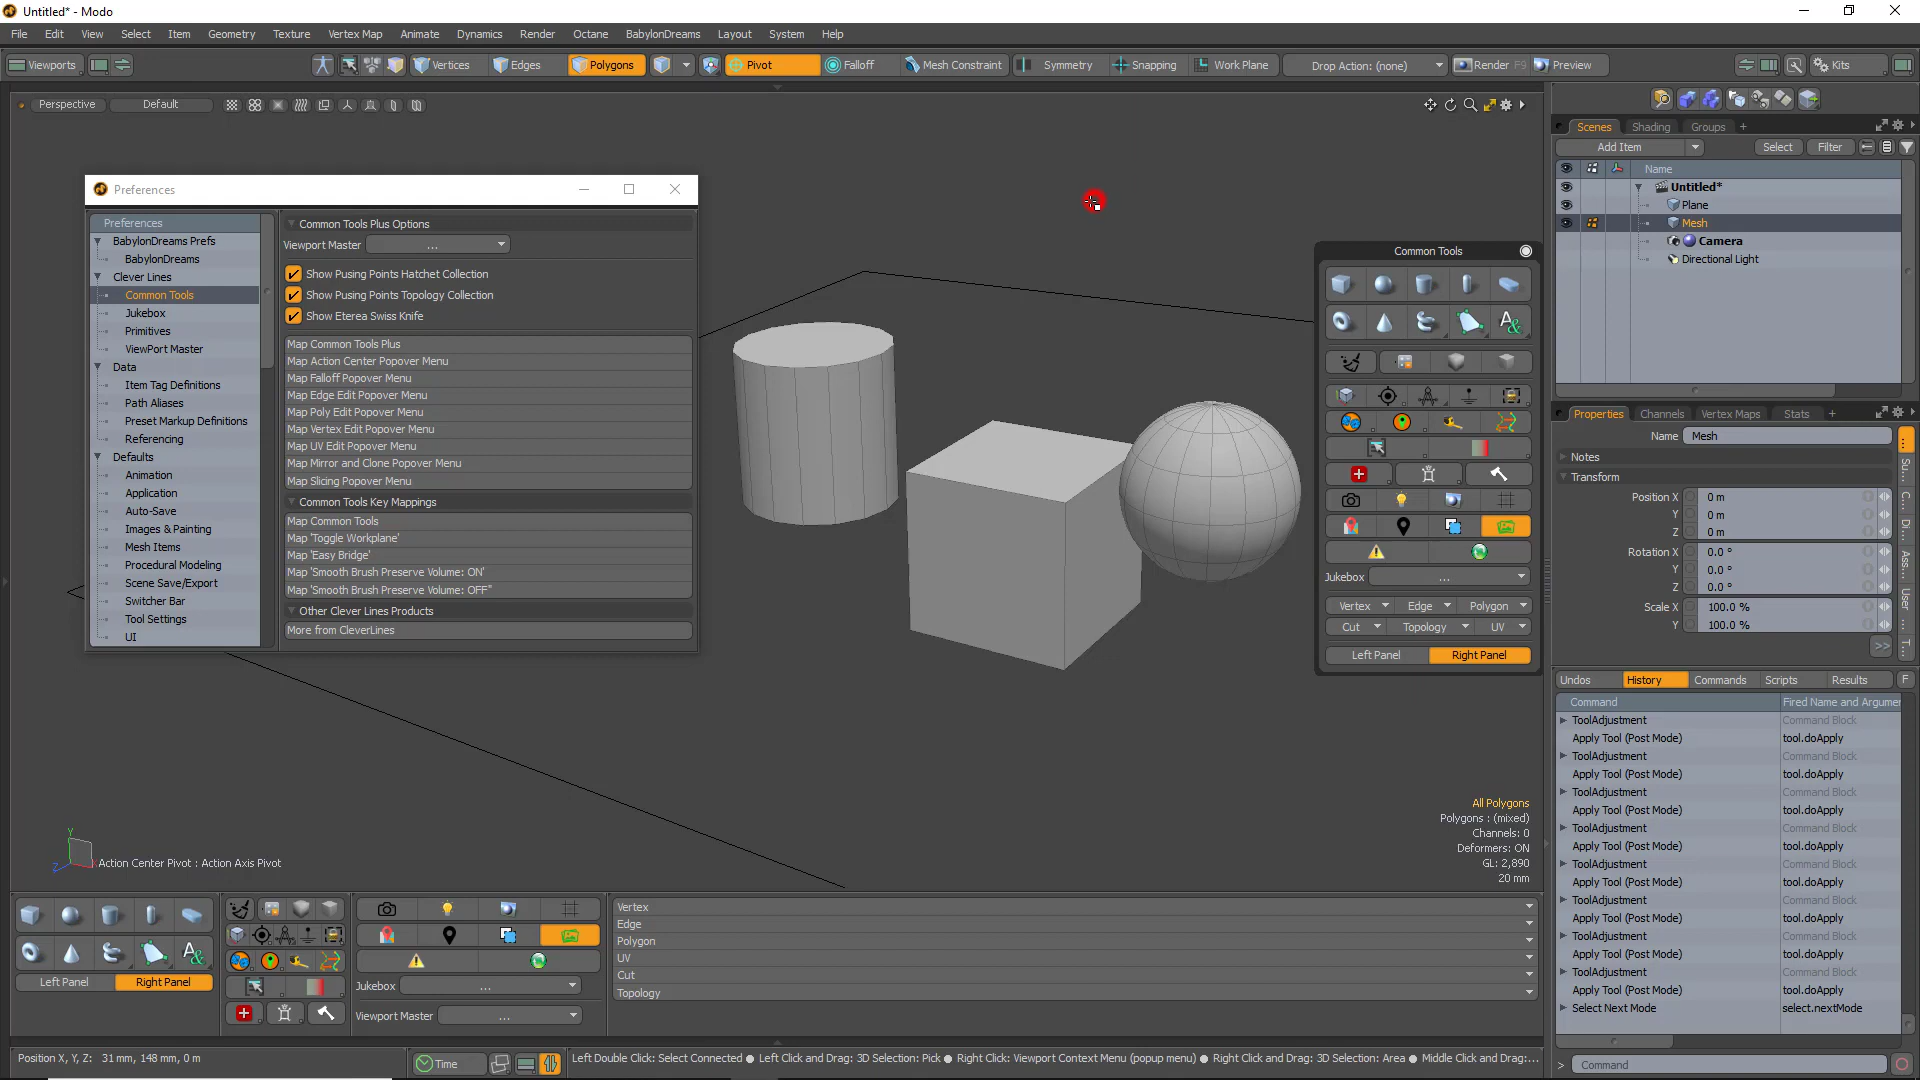 Untitled* - Modo
File Edit View Select Item Geometry Texture Vertex Map Animate Dynamics Render Octane BabylonDreams Layout System Help
Viewports Vertices Edges Polygons Pivot Falloff Mesh Constraint Symmetry Snapping Work Plane Drop Action: (none) Render F9 Preview Kits
Perspective Default
Preferences
Preferences
BabylonDreams Prefs
BabylonDreams
Clever Lines
Common Tools
Jukebox
Primitives
ViewPort Master
Data
Item Tag Definitions
Path Aliases
Preset Markup Definitions
Referencing
Defaults
Animation
Application
Auto-Save
Images & Painting
Mesh Items
Procedural Modeling
Scene Save/Export
Switcher Bar
Tool Settings
UI
Common Tools Plus Options
Viewport Master ...
Show Pusing Points Hatchet Collection
Show Pusing Points Topology Collection
Show Eterea Swiss Knife
Map Common Tools Plus
Map Action Center Popover Menu
Map Falloff Popover Menu
Map Edge Edit Popover Menu
Map Poly Edit Popover Menu
Map Vertex Edit Popover Menu
Map UV Edit Popover Menu
Map Mirror and Clone Popover Menu
Map Slicing Popover Menu
Common Tools Key Mappings
Map Common Tools
Map 'Toggle Workplane'
Map 'Easy Bridge'
Map 'Smooth Brush Preserve Volume: ON'
Map 'Smooth Brush Preserve Volume: OFF"
Other Clever Lines Products
More from CleverLines
Common Tools
Jukebox ...
Vertex Edge Polygon
Cut Topology UV
Left Panel Right Panel
All Polygons
Polygons : (mixed)
Channels: 0
Deformers: ON
GL: 2,890
20 mm
Y
Z
Action Center Pivot : Action Axis Pivot
Scenes Shading Groups +
Add Item Select Filter
Name
Untitled*
Plane
Mesh
Camera
Directional Light
Properties Channels Vertex Maps Stats +
Name Mesh
Notes
Transform
Position X 0 m
Y 0 m
Z 0 m
Rotation X 0.0 °
Y 0.0 °
Z 0.0 °
Scale X 100.0 %
Y 100.0 %
>>
...
Su...
C...
Di...
Ass...
User ...
T...
Undos History Commands Scripts Results F
Command Fired Name and Argumer
ToolAdjustment Command Block
Apply Tool (Post Mode) tool.doApply
ToolAdjustment Command Block
Apply Tool (Post Mode) tool.doApply
ToolAdjustment Command Block
Apply Tool (Post Mode) tool.doApply
ToolAdjustment Command Block
Apply Tool (Post Mode) tool.doApply
ToolAdjustment Command Block
Apply Tool (Post Mode) tool.doApply
ToolAdjustment Command Block
Apply Tool (Post Mode) tool.doApply
ToolAdjustment Command Block
Apply Tool (Post Mode) tool.doApply
ToolAdjustment Command Block
Apply Tool (Post Mode) tool.doApply
Select Next Mode select.nextMode
> Command
Left Panel Right Panel
Jukebox ...
Viewport Master ...
Vertex
Edge
Polygon
UV
Cut
Topology
Position X, Y, Z: 31 mm, 148 mm, 0 m
Time
Left Double Click: Select Connected ● Left Click and Drag: 3D Selection: Pick ● Right Click: Viewport Context Menu (popup menu) ● Right Click and Drag: 3D Selection: Area ● Middle Click and Drag:...